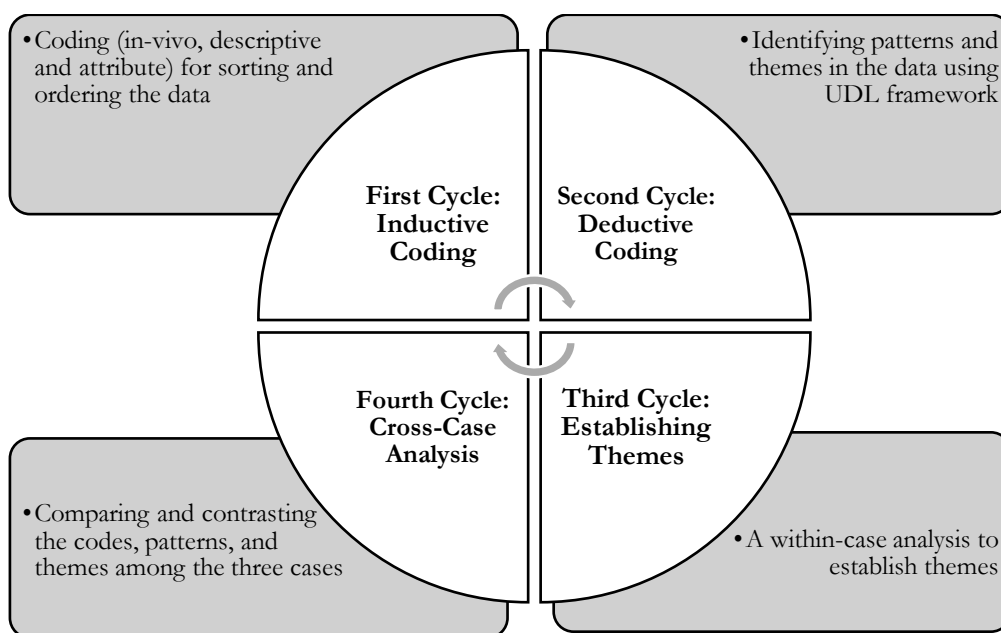 •Coding (in-vivo, descriptive
and attribute) for sorting and
ordering the data
•Identifying patterns and
themes in the data using
UDL framework
First Cycle:
Inductive
Coding
Second Cycle:
Deductive
Coding
Fourth Cycle:
Cross-Case
Analysis
Third Cycle:
Establishing
Themes
•Comparing and contrasting
the codes, patterns, and
themes among the three cases
•A within-case analysis to
establish themes